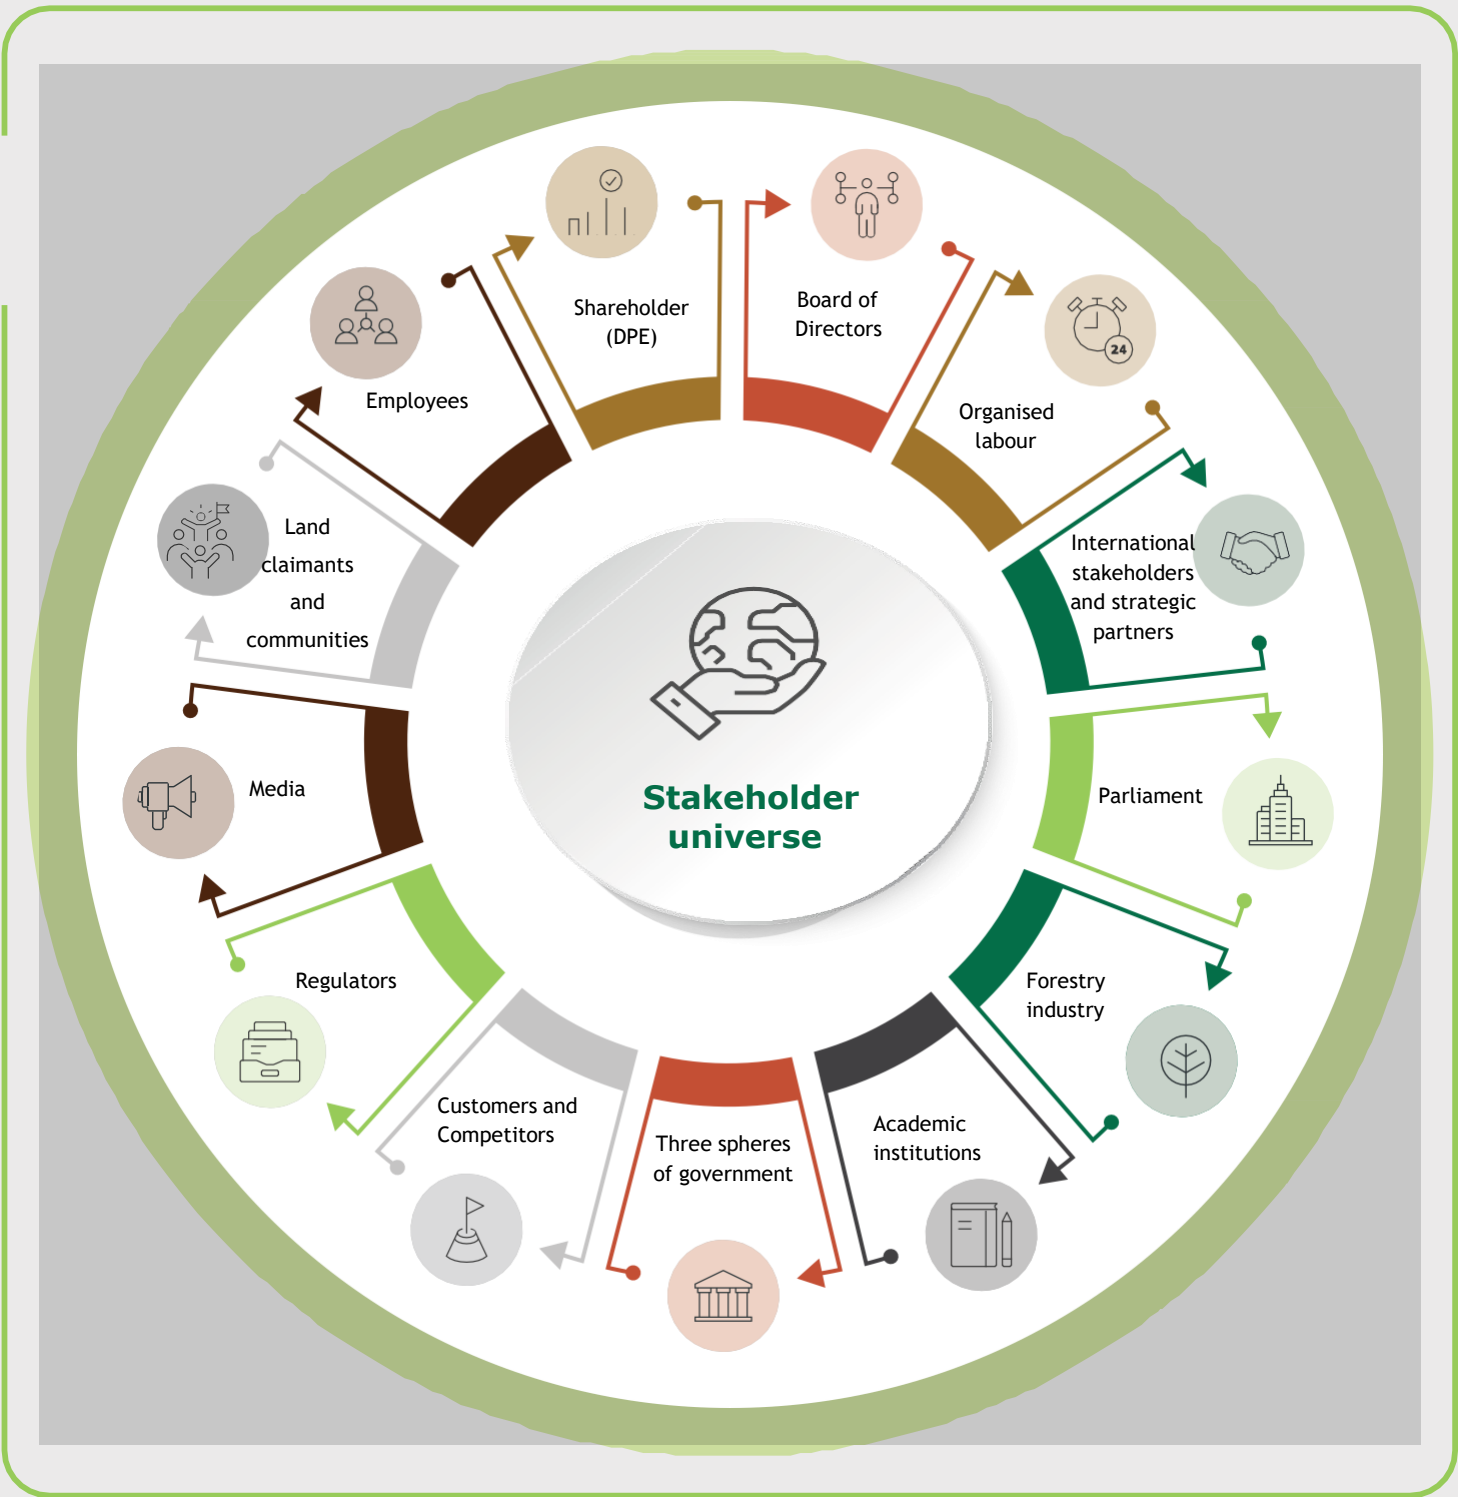 Shareholder
(DPE)
Board of
Directors
24
Organised
labour
International
stakeholders
and strategic
partners
Parliament
Forestry
industry
Academic
institutions
Three spheres
of government
Customers and
Competitors
Regulators
Media
Land
claimants
and
communities
Employees
Stakeholder
universe